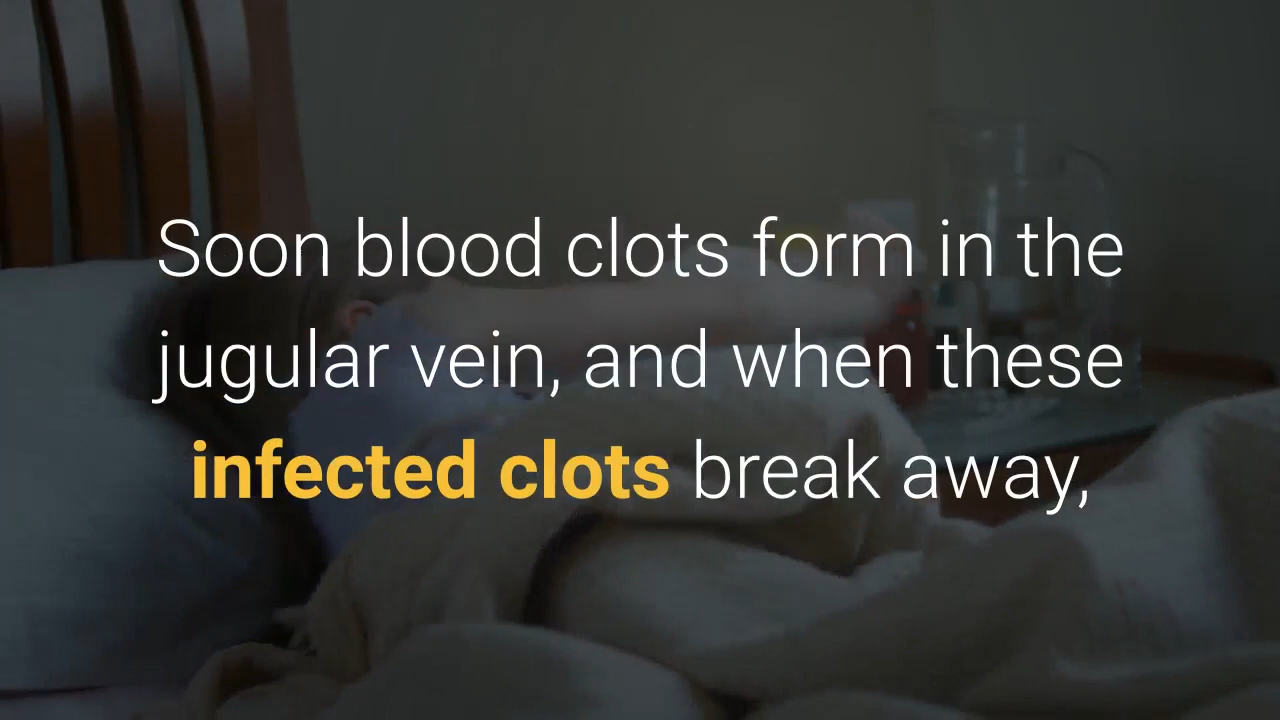 Soon blood clots form in the
jugular vein, and when these
infected clots break away,